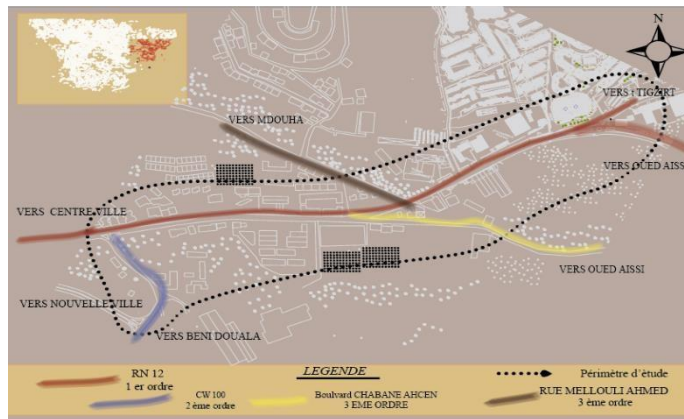 N
VERS : TIGZIRT
VERS MDOUHA
VERS OUED AISSI
VERS CENTRE VILLE
VERS OUED AISSI
VERS NOUVELLE VILLE
VERS BENI DOUALA
LEGENDE
RN 12
1 er ordre
CW 100
2 ème ordre
Boulvard CHABANE AHCEN
3 EME ORDRE
Périmètre d'étude
RUE MELLOULI AHMED
3 ème ordre